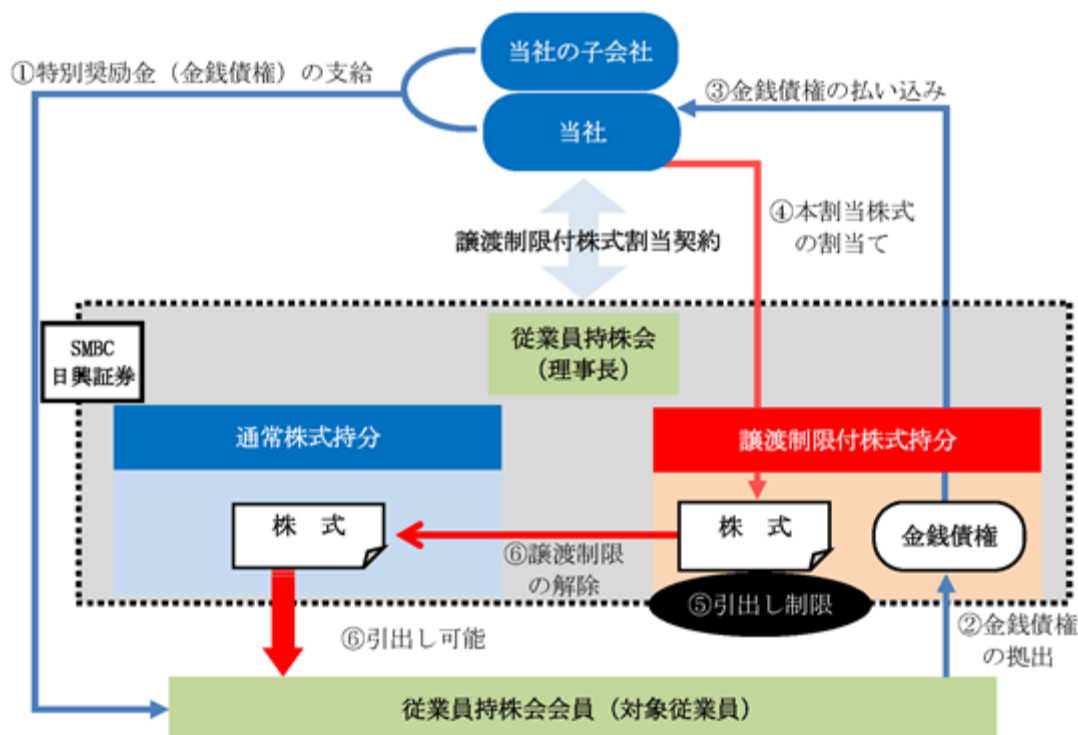 当社の子会社
①特別奨励金（金銭債権）の支給
③金銭債権の払い込み
当社
④本割当株式
の割当て
譲渡制限付株式割当契約
SMBC
日興証券
従業員持株会
（理事長）
通常株式持分
譲渡制限付株式持分
株　式
株　式
金銭債権
⑥譲渡制限
の解除
⑤引出し制限
⑥引出し可能
②金銭債権
の拠出
従業員持株会会員（対象従業員）